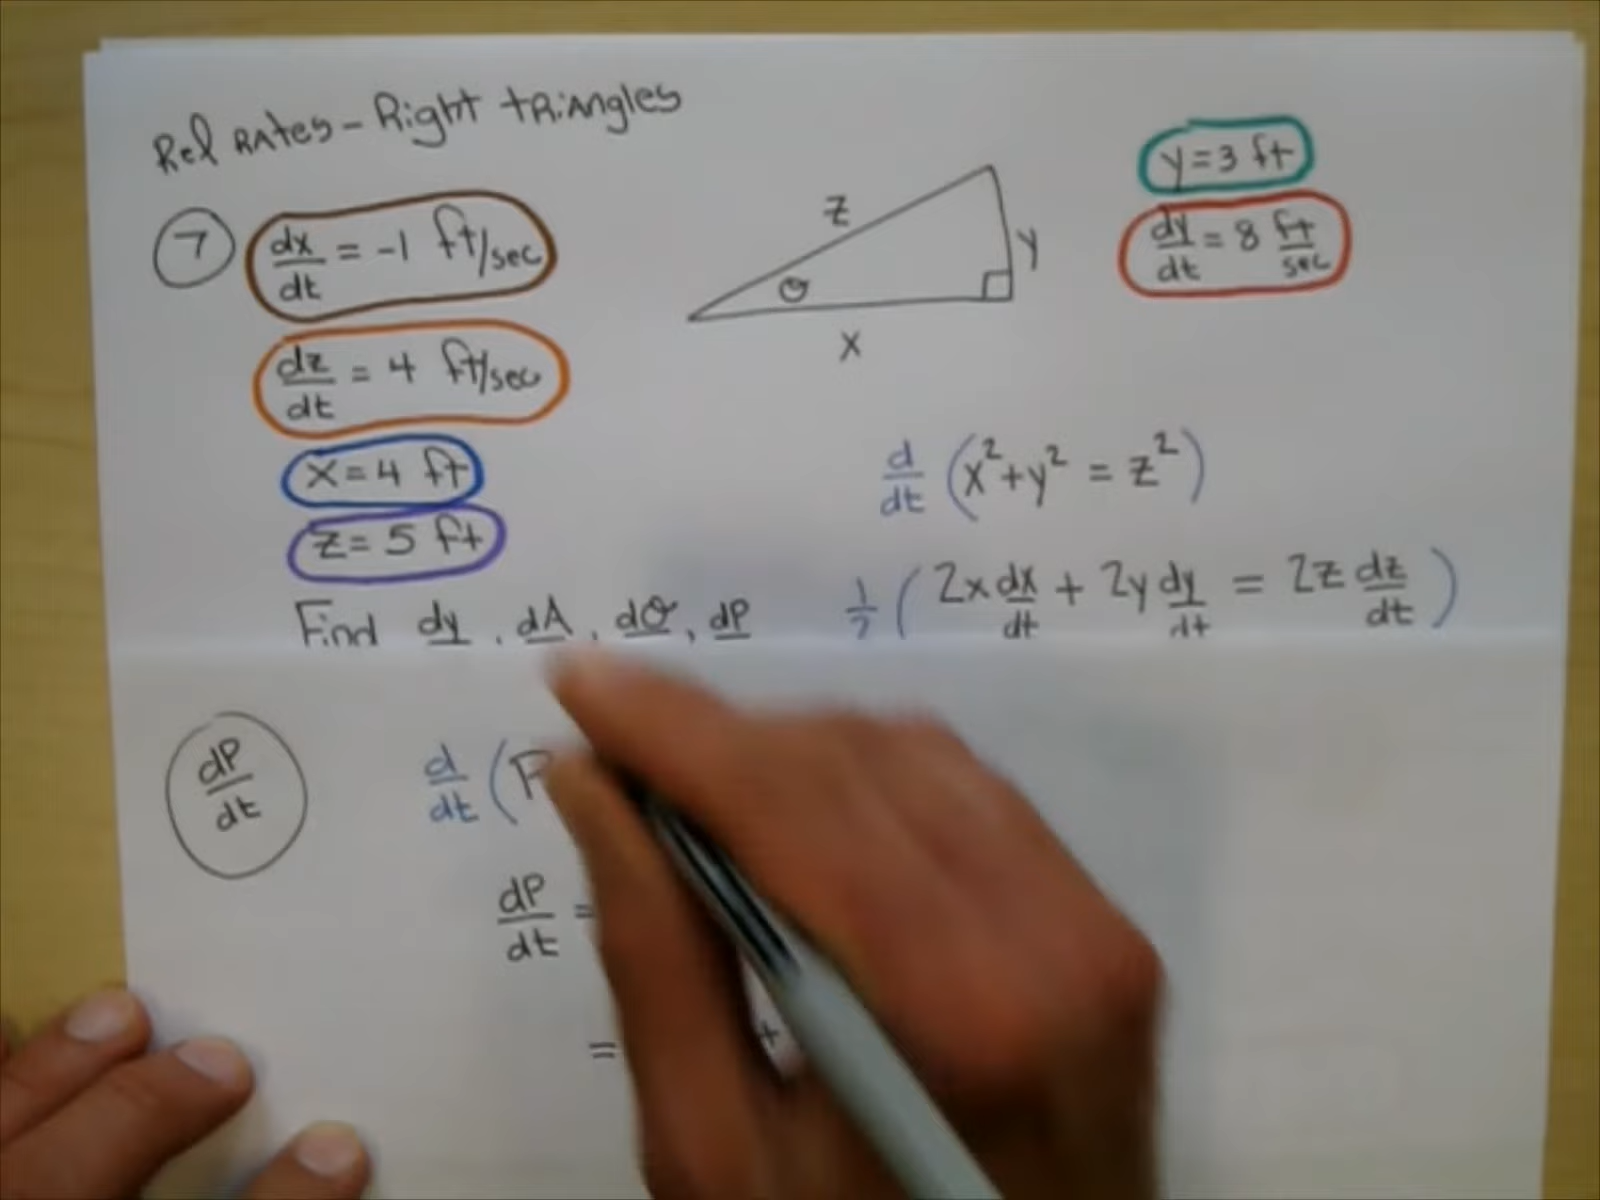 Rel Rates - Right triangles
7
dx/dt = -1 ft/sec
dz/dt = 4 ft/sec
x = 4 ft
z = 5 ft
Find dy, dA, dθ, dP
z
y
θ
x
y = 3 ft
dy/dt = 8 ft/sec
d/dt (x² + y² = z²)
1/2 (2x dx/dt + 2y dy/dt = 2z dz/dt)
dP/dt
d/dt (P
dP/dt =
= +